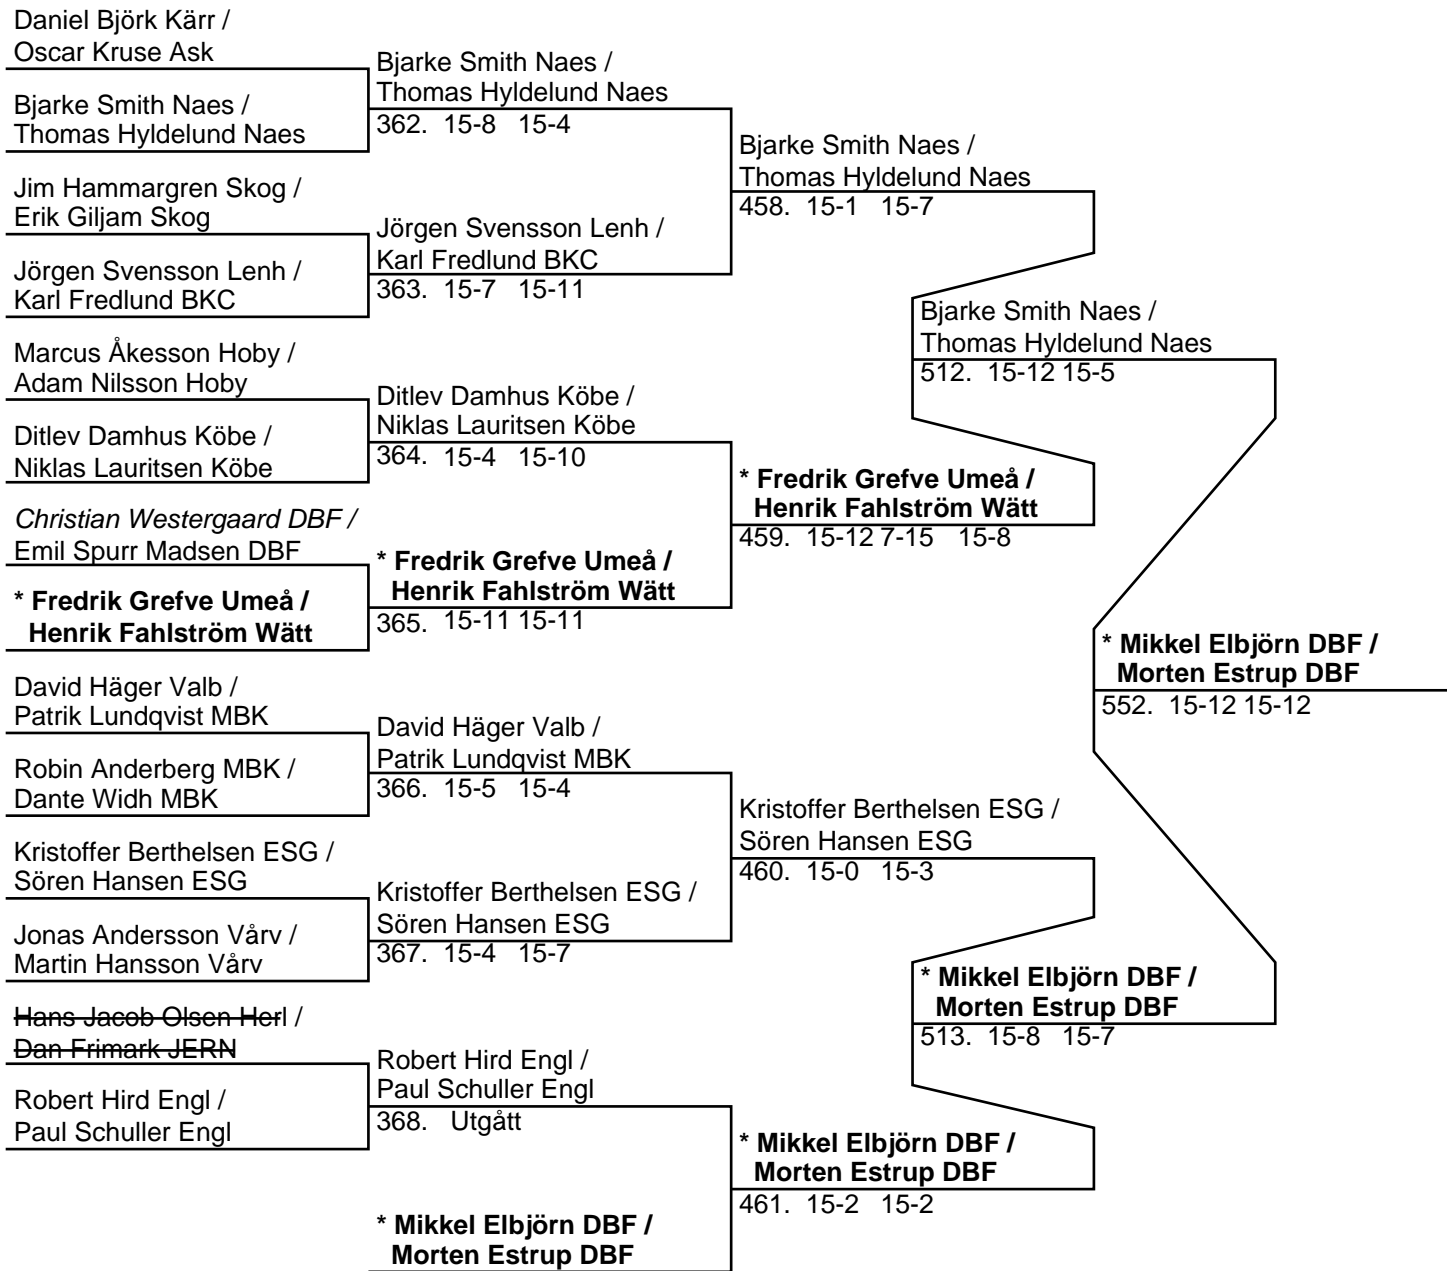 Daniel Björk Kärr /
Oscar Kruse Ask
Bjarke Smith Naes /
Thomas Hyldelund Naes
Jim Hammargren Skog /
Erik Giljam Skog
Jörgen Svensson Lenh /
Karl Fredlund BKC
Marcus Åkesson Hoby /
Adam Nilsson Hoby
Ditlev Damhus Köbe /
Niklas Lauritsen Köbe
Christian Westergaard DBF /
Emil Spurr Madsen DBF
* Fredrik Grefve Umeå /
Henrik Fahlström Wätt
David Häger Valb /
Patrik Lundqvist MBK
Robin Anderberg MBK /
Dante Widh MBK
Kristoffer Berthelsen ESG /
Sören Hansen ESG
Jonas Andersson Vårv /
Martin Hansson Vårv
Hans Jacob Olsen Herl /
Dan Frimark JERN
Robert Hird Engl /
Paul Schuller Engl
Bjarke Smith Naes /
Thomas Hyldelund Naes
362. 15-8 15-4
Jörgen Svensson Lenh /
Karl Fredlund BKC
363. 15-7 15-11
Ditlev Damhus Köbe /
Niklas Lauritsen Köbe
364. 15-4 15-10
* Fredrik Grefve Umeå /
Henrik Fahlström Wätt
365. 15-11 15-11
David Häger Valb /
Patrik Lundqvist MBK
366. 15-5 15-4
Kristoffer Berthelsen ESG /
Sören Hansen ESG
367. 15-4 15-7
Robert Hird Engl /
Paul Schuller Engl
368. Utgått
* Mikkel Elbjörn DBF /
Morten Estrup DBF
Bjarke Smith Naes /
Thomas Hyldelund Naes
458. 15-1 15-7
* Fredrik Grefve Umeå /
Henrik Fahlström Wätt
459. 15-12 7-15 15-8
Kristoffer Berthelsen ESG /
Sören Hansen ESG
460. 15-0 15-3
* Mikkel Elbjörn DBF /
Morten Estrup DBF
461. 15-2 15-2
Bjarke Smith Naes /
Thomas Hyldelund Naes
512. 15-12 15-5
* Mikkel Elbjörn DBF /
Morten Estrup DBF
513. 15-8 15-7
* Mikkel Elbjörn DBF /
Morten Estrup DBF
552. 15-12 15-12